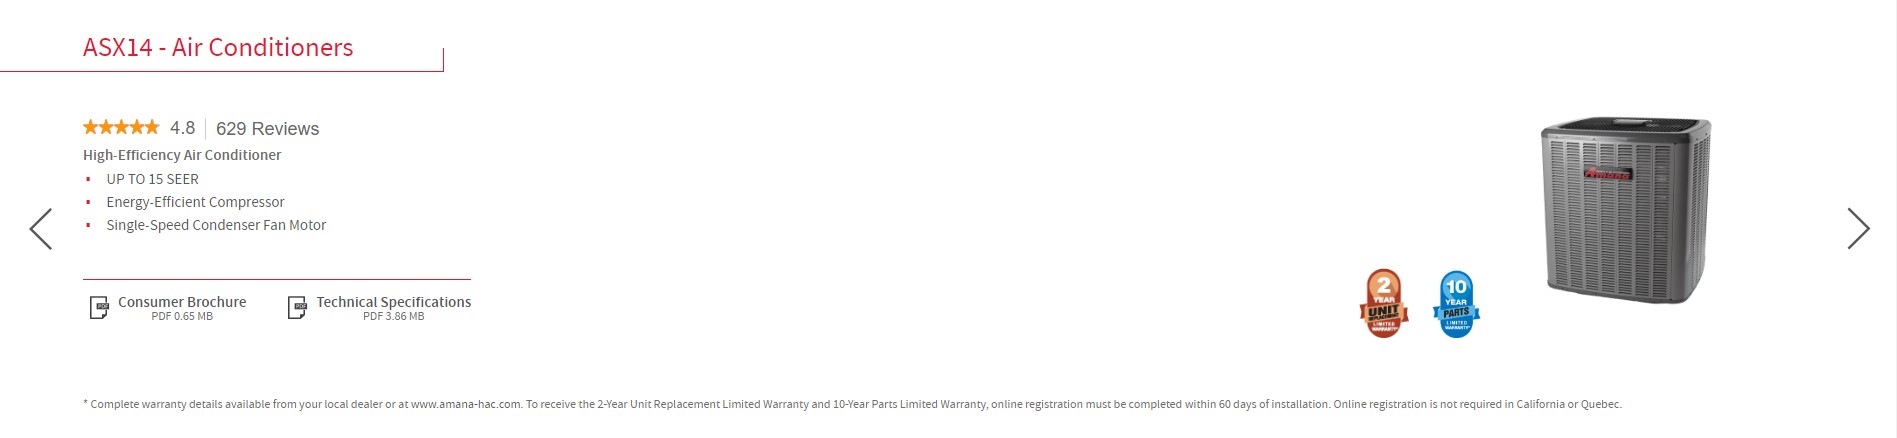 ASX14 - Air Conditioners
4.8 629 Reviews
High-Efficiency Air Conditioner
UP TO 15 SEER
Energy-Efficient Compressor
Single-Speed Condenser Fan Motor
Amana
2
YEAR
UNIT
REPLACEMENT
LIMITED
WARRANTY*
10
YEAR
PARTS
LIMITED
WARRANTY*
PDF Consumer Brochure
PDF 0.65 MB
PDF Technical Specifications
PDF 3.86 MB
* Complete warranty details available from your local dealer or at www.amana-hac.com. To receive the 2-Year Unit Replacement Limited Warranty and 10-Year Parts Limited Warranty, online registration must be completed within 60 days of installation. Online registration is not required in California or Quebec.